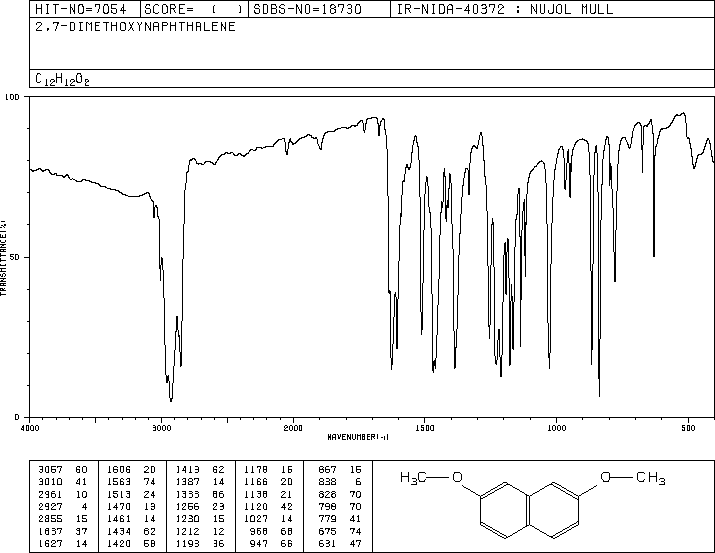 HIT-NO=7054 SCORE= ( ) SDBS-NO=18730 IR-NIDA-40372 : NUJOL MULL
2,7-DIMETHOXYNAPHTHALENE
C12H12O2
100
50
0
TRANSMITTANCE(%)
4000 3000 2000 1500 1000 500
WAVENUMBER(-1)
3057 60 1606 20 1419 62 1178 15 867 15
3010 41 1563 74 1387 14 1166 20 838 6
2961 10 1513 24 1333 66 1138 21 826 70
2927 4 1470 13 1256 23 1120 42 798 70
2855 15 1461 14 1230 15 1027 14 779 41
1637 37 1434 62 1212 12 968 68 675 74
1627 14 1420 58 1193 36 947 66 631 47
H3C O O CH3